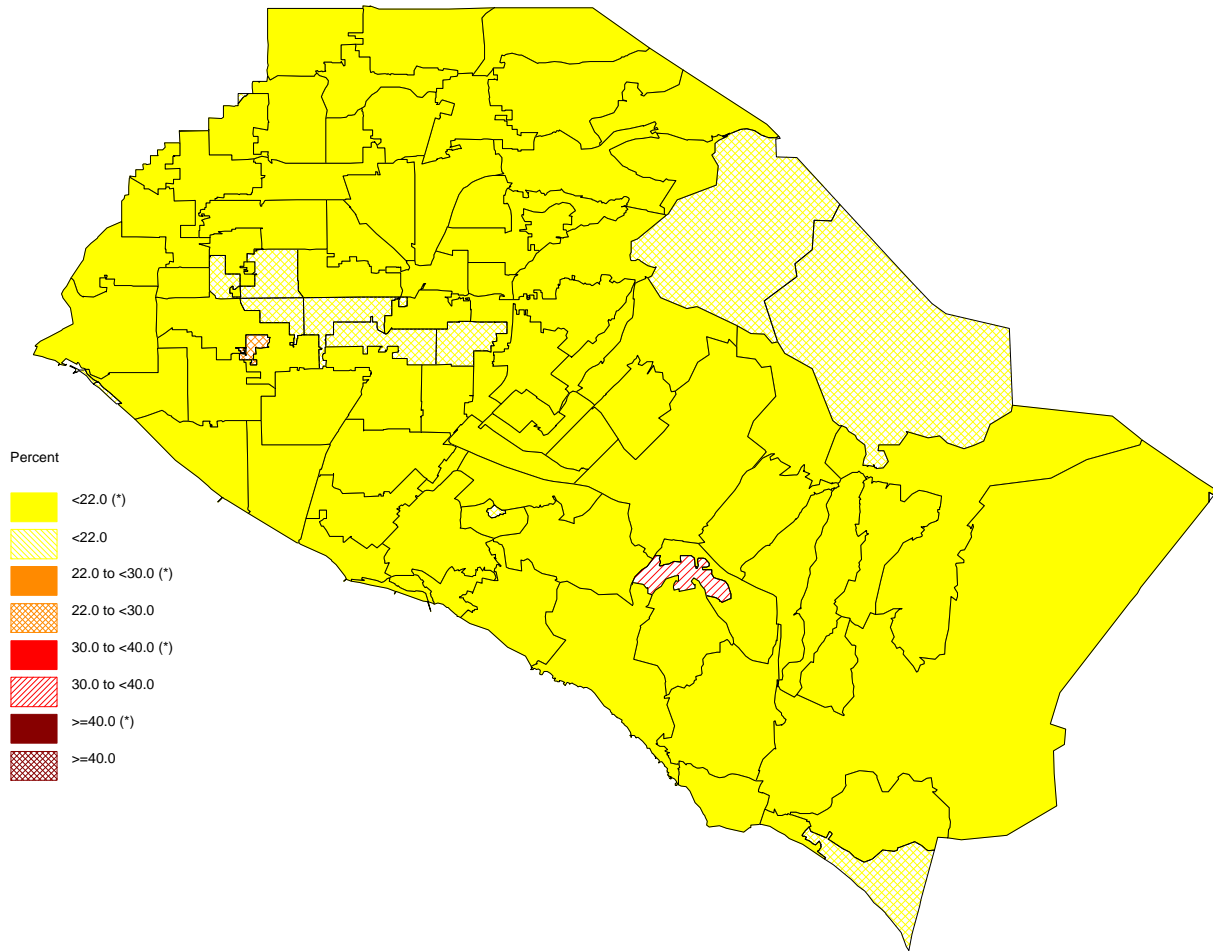 Percent
<22.0 (*)
<22.0
22.0 to <30.0 (*)
22.0 to <30.0
30.0 to <40.0 (*)
30.0 to <40.0
>=40.0 (*)
>=40.0